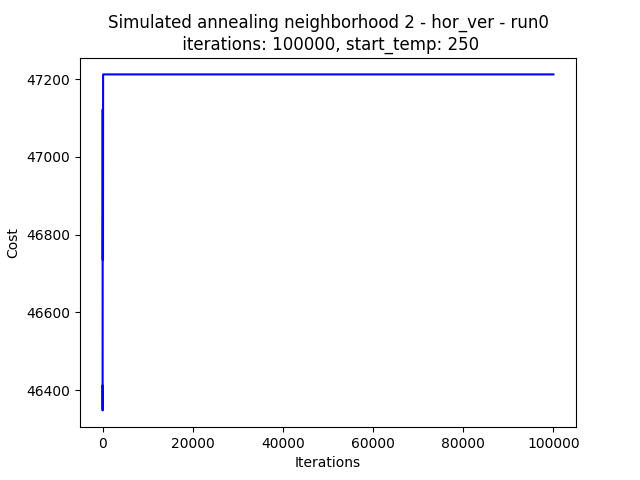 Simulated annealing neighborhood 2 - hor_ver - run0
iterations: 100000, start_temp: 250
47200
47000
46800
46600
46400
Cost
0 20000 40000 60000 80000 100000
Iterations